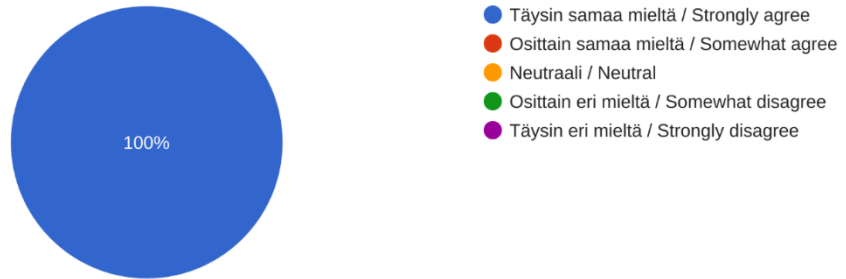 100%
Täysin samaa mieltä / Strongly agree
Osittain samaa mieltä / Somewhat agree
Neutraali / Neutral
Osittain eri mieltä / Somewhat disagree
Täysin eri mieltä / Strongly disagree